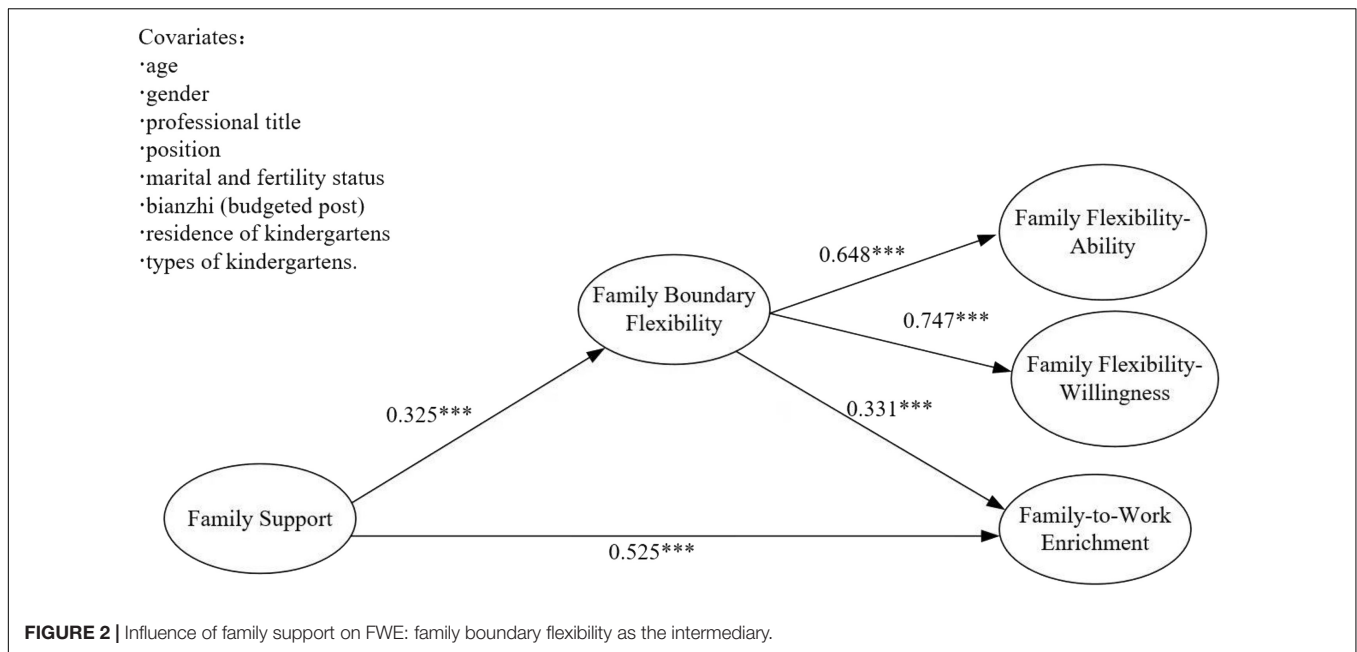 Covariates：
·age
·gender
·professional title
·position
·marital and fertility status
·bianzhi (budgeted post)
·residence of kindergartens
·types of kindergartens.
Family Flexibility-
Ability
0.648***
Family Boundary
Flexibility
0.747***
Family Flexibility-
Willingness
0.325***
0.331***
Family Support
Family-to-Work
Enrichment
0.525***
FIGURE 2 | Influence of family support on FWE: family boundary flexibility as the intermediary.